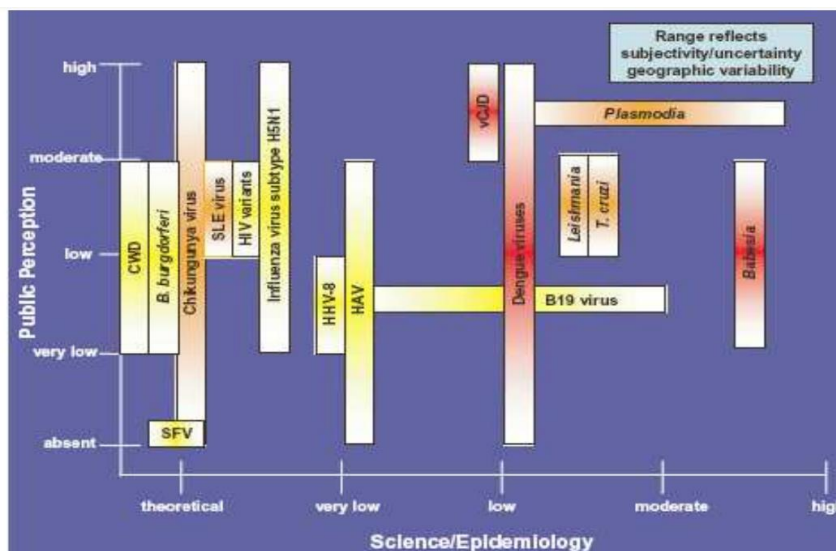 Range reflects
subjectivity/uncertainty
geographic variability
high
moderate
low
very low
absent
Public Perception
CWD
B. burgdorferi
Chikungunya virus
SLE virus
HIV variants
Influenza virus subtype H5N1
SFV
HHV-8
HAV
vCJD
Dengue viruses
Plasmodia
Leishmania
T. cruzi
B19 virus
Babesia
theoretical
very low
low
moderate
high
Science/Epidemiology